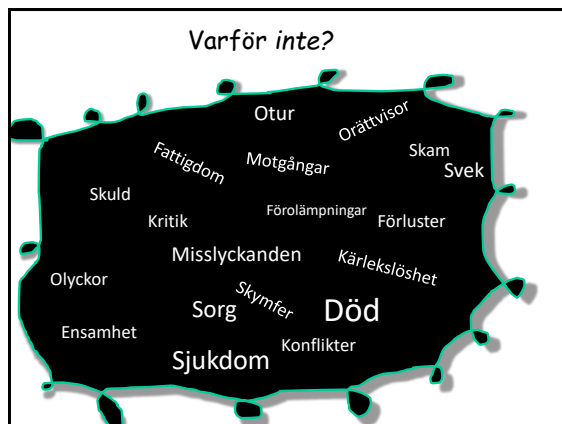 Varför inte?
Otur
Orättvisor
Fattigdom
Motgångar
Skam
Svek
Skuld
Kritik
Förolämpningar
Förluster
Misslyckanden
Kärlekslöshet
Olyckor
Skymfer
Sorg
Död
Ensamhet
Konflikter
Sjukdom